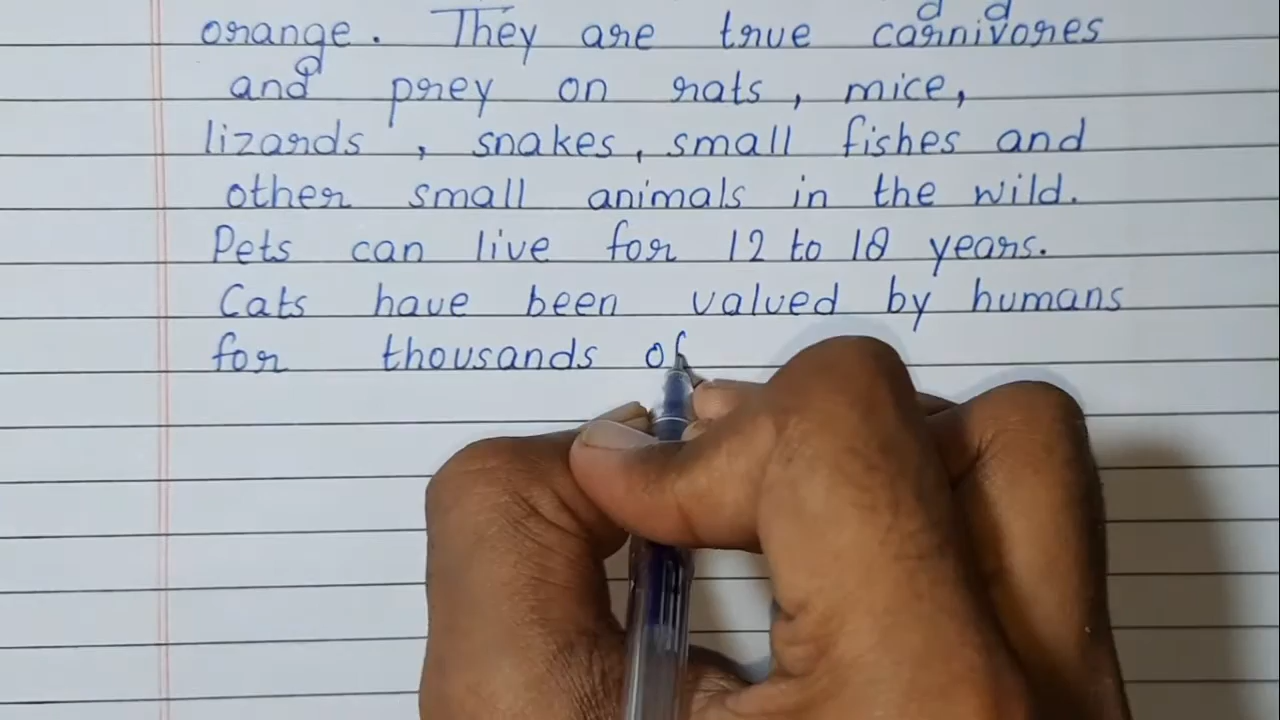 orange. They are true carnivores
and prey on rats, mice,
lizards, snakes, small fishes and
other small animals in the wild.
Pets can live for 12 to 18 years.
Cats have been valued by humans
for thousands of